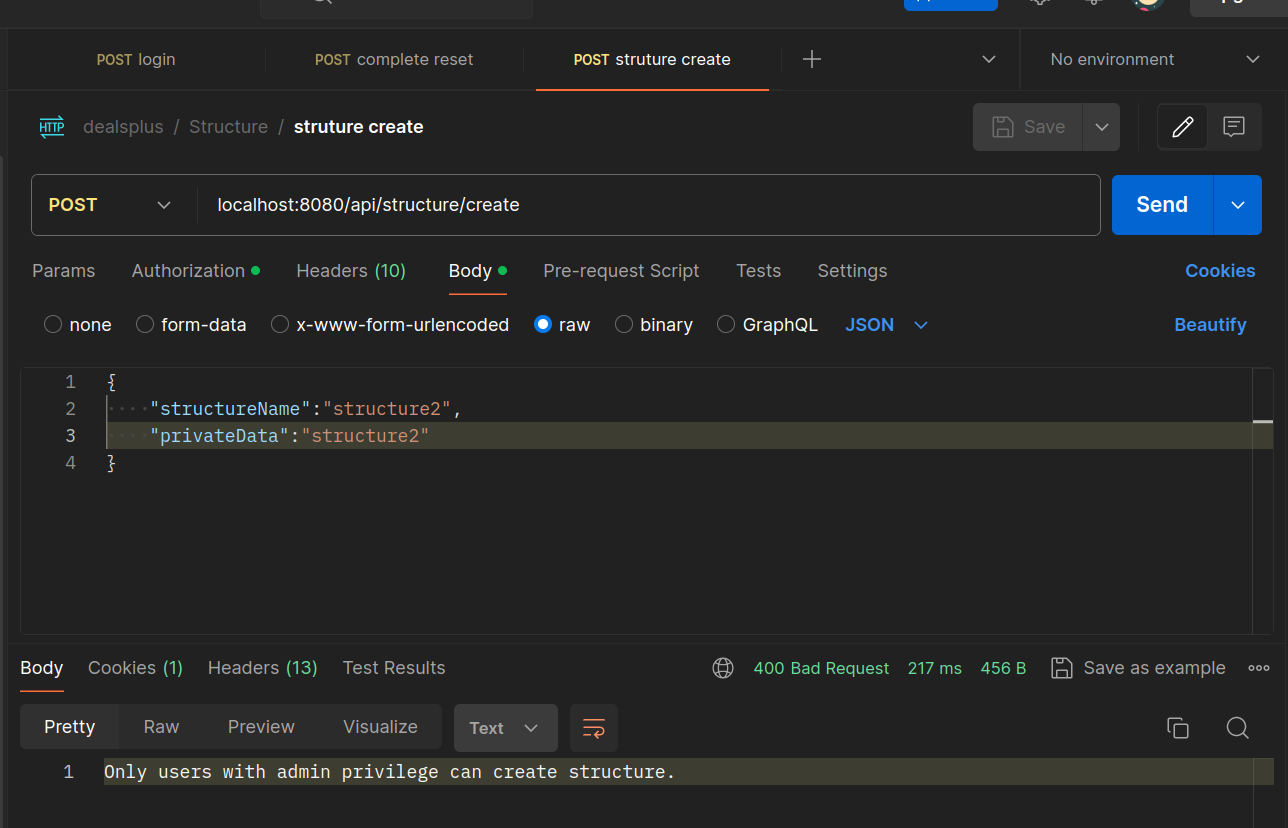 POST login POST complete reset POST struture create No environment
HTTP dealsplus / Structure / struture create Save
POST localhost:8080/api/structure/create Send
Params Authorization Headers (10) Body Pre-request Script Tests Settings Cookies
none form-data x-www-form-urlencoded raw binary GraphQL JSON Beautify
1 {
2 ····"structureName":"structure2",
3 ····"privateData":"structure2"
4 }
Body Cookies (1) Headers (13) Test Results 400 Bad Request 217 ms 456 B Save as example
Pretty Raw Preview Visualize Text
1 Only users with admin privilege can create structure.